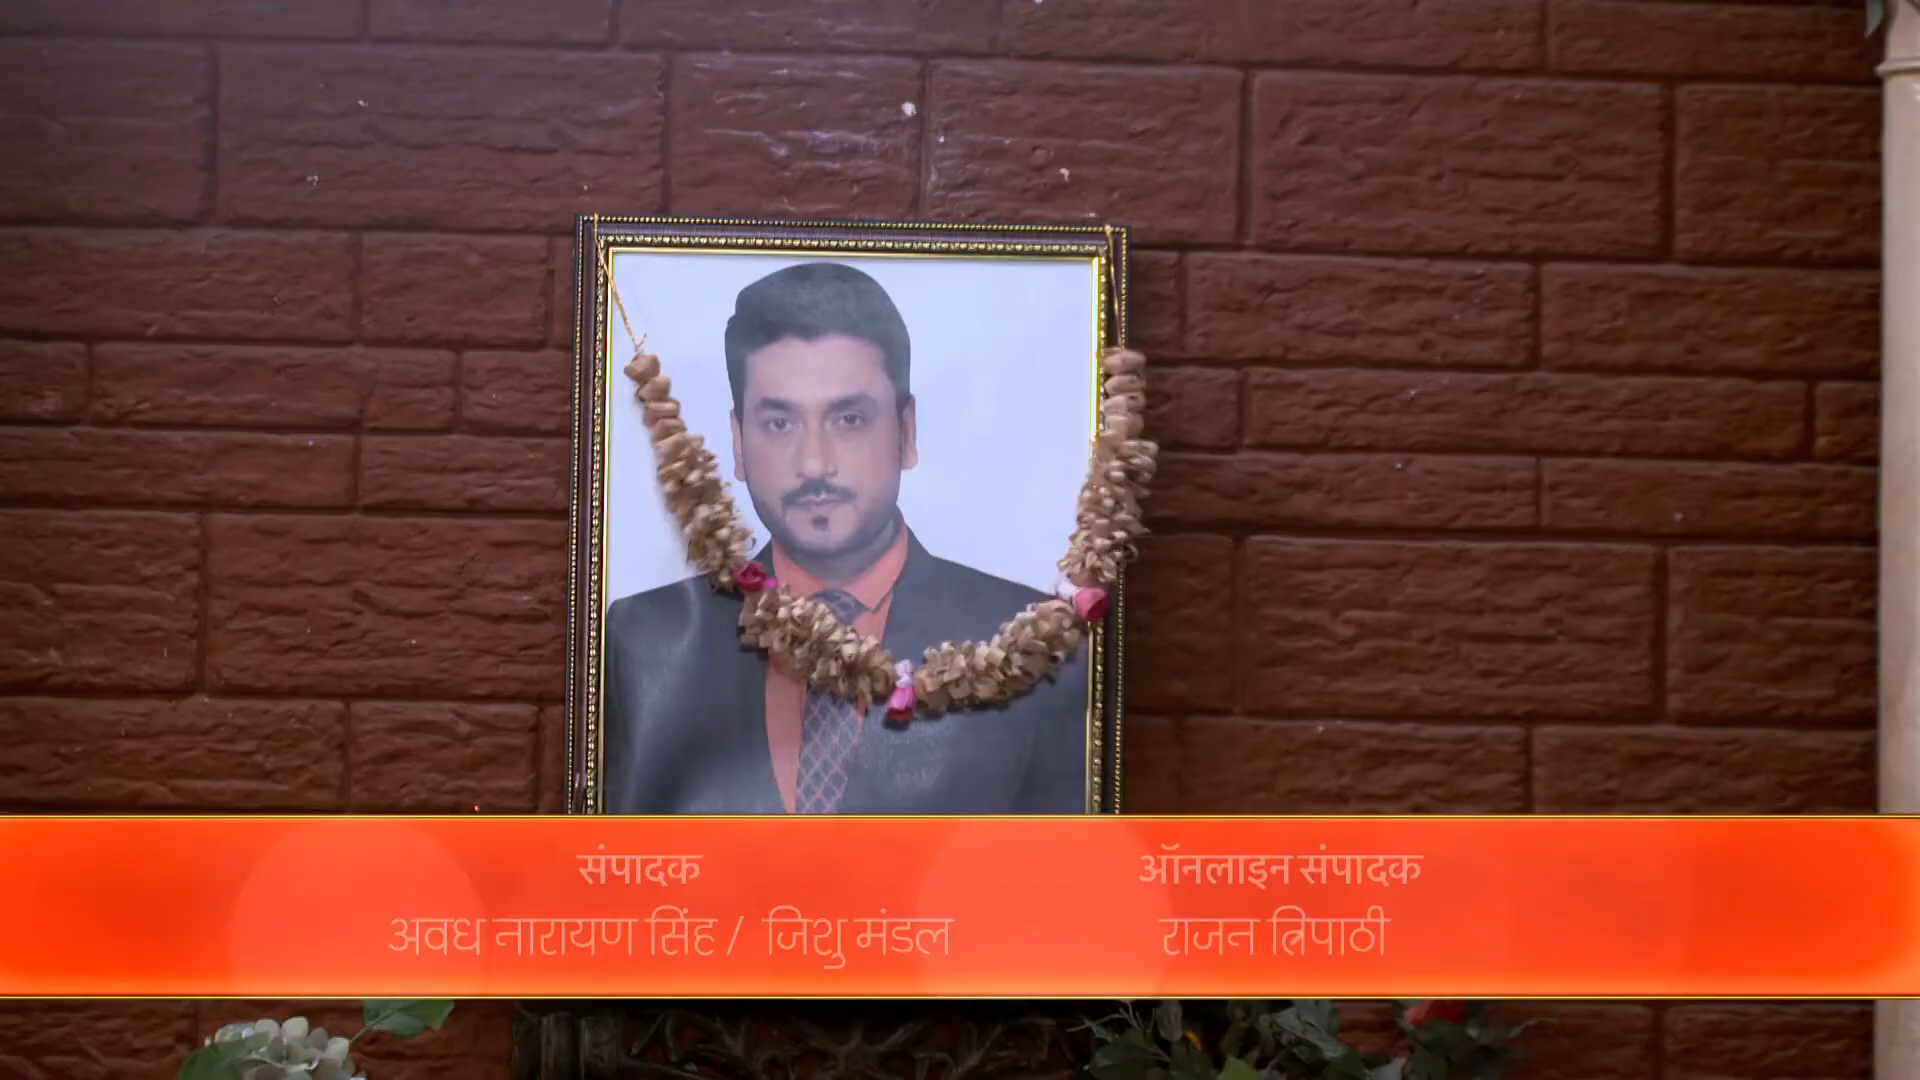 संपादक
अवध नारायण सिंह / जिशु मंडल
ऑनलाइन संपादक
राजन त्रिपाठी